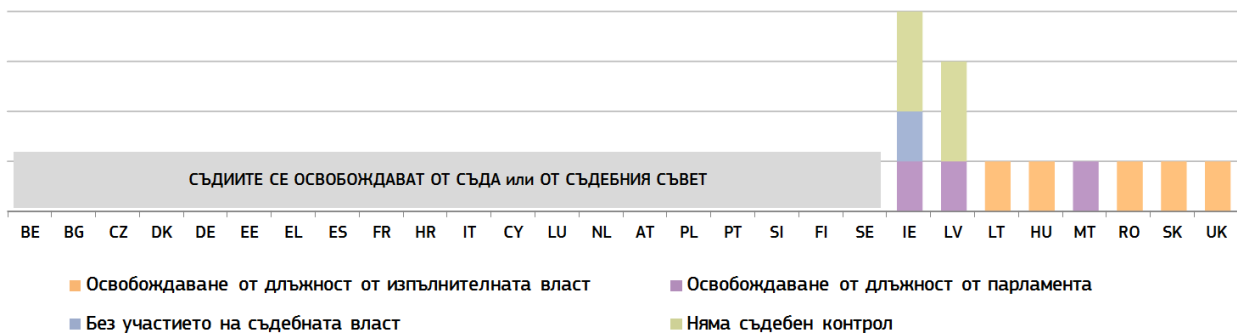 СЪДИИТЕ СЕ ОСВОБОЖДАВАТ ОТ СЪДА или ОТ СЪДЕБНИЯ СЪВЕТ
BE BG CZ DK DE EE EL ES FR HR IT CY LU NL AT PL PT SI FI SE IE LV LT HU MT RO SK UK
Освобождаване от длъжност от изпълнителната власт Освобождаване от длъжност от парламента
Без участието на съдебната власт Няма съдебен контрол